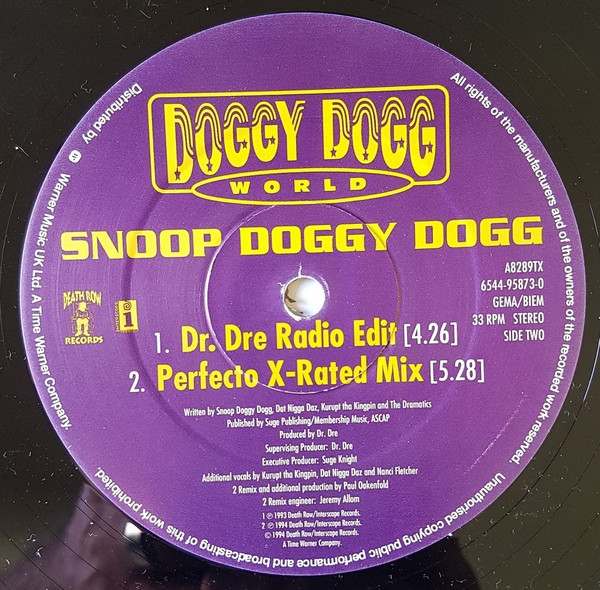 DOGGY DOGG
WORLD
SNOOP DOGGY DOGG
A8289TX
6544-95873-0
GEMA/BIEM
33 RPM STEREO
SIDE TWO
DEATH ROW
RECORDS
i
1. Dr. Dre Radio Edit [4.26]
2. Perfecto X-Rated Mix [5.28]
Written by Snoop Doggy Dogg, Dat Nigga Daz, Kurupt tha Kingpin and The Dramatics
Published by Suge Publishing/Membership Music, ASCAP
Produced by Dr. Dre
Supervising Producer: Dr. Dre
Executive Producer: Suge Knight
Additional vocals by Kurupt tha Kingpin, Dat Nigga Daz and Nanci Fletcher
2 Remix and additional production by Paul Oakenfold
2 Remix engineer: Jeremy Allom
1 ℗ 1993 Death Row/Interscope Records.
2 ℗ 1994 Death Row/Interscope Records.
© 1994 Death Row/Interscope Records.
A Time Warner Company.
All rights of the manufacturers and of the owners of the recorded work reserved.
Unauthorised copying public performance and broadcasting of this work prohibited.
Distributed by W Warner Music UK Ltd. A Time Warner Company.